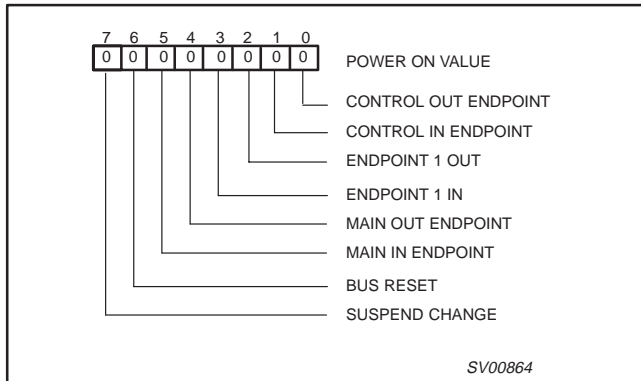 7 6 5 4 3 2 1 0
0 0 0 0 0 0 0 0 POWER ON VALUE
CONTROL OUT ENDPOINT
CONTROL IN ENDPOINT
ENDPOINT 1 OUT
ENDPOINT 1 IN
MAIN OUT ENDPOINT
MAIN IN ENDPOINT
BUS RESET
SUSPEND CHANGE
SV00864